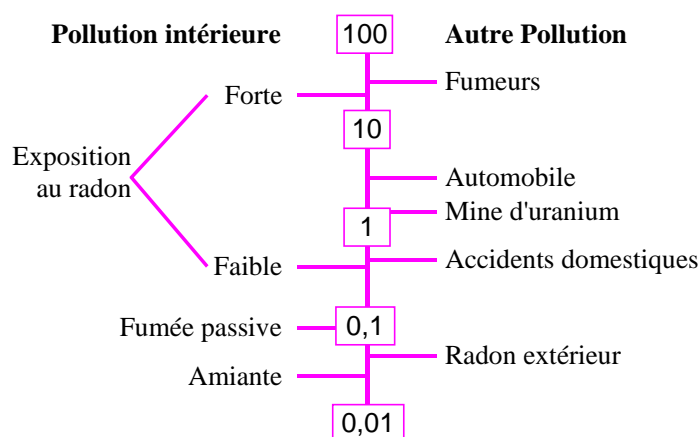 Pollution intérieure
100
Autre Pollution
Fumeurs
Forte
10
Exposition
au radon
Automobile
Mine d'uranium
1
Accidents domestiques
Faible
Fumée passive
0,1
Radon extérieur
Amiante
0,01